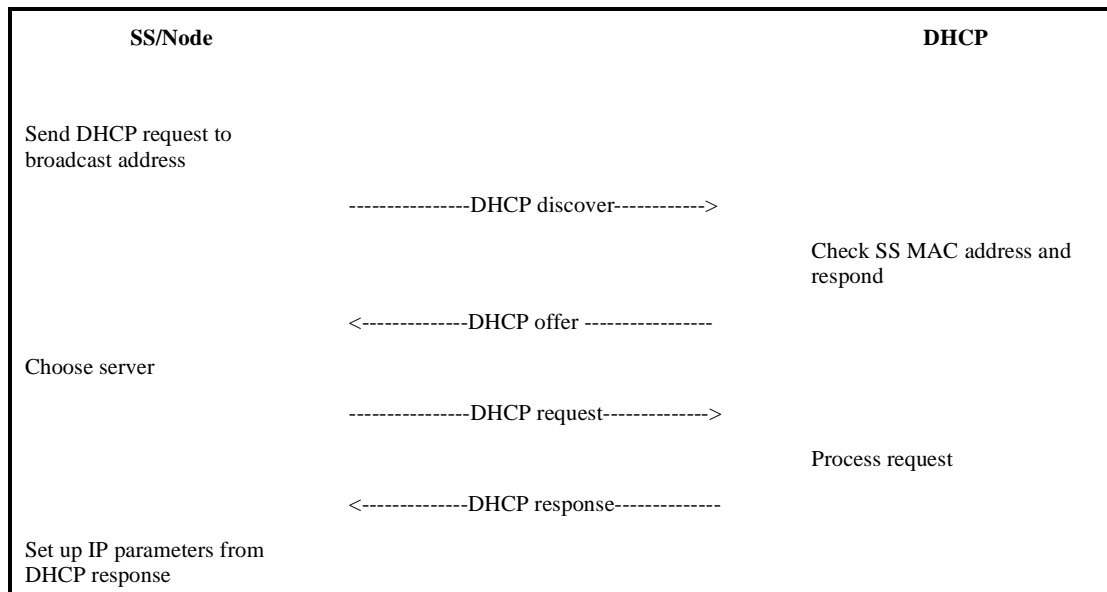 SS/Node DHCP
Send DHCP request to
broadcast address
----------------DHCP discover------------>
Check SS MAC address and
respond
<--------------DHCP offer -----------------
Choose server
----------------DHCP request-------------->
Process request
<--------------DHCP response--------------
Set up IP parameters from
DHCP response